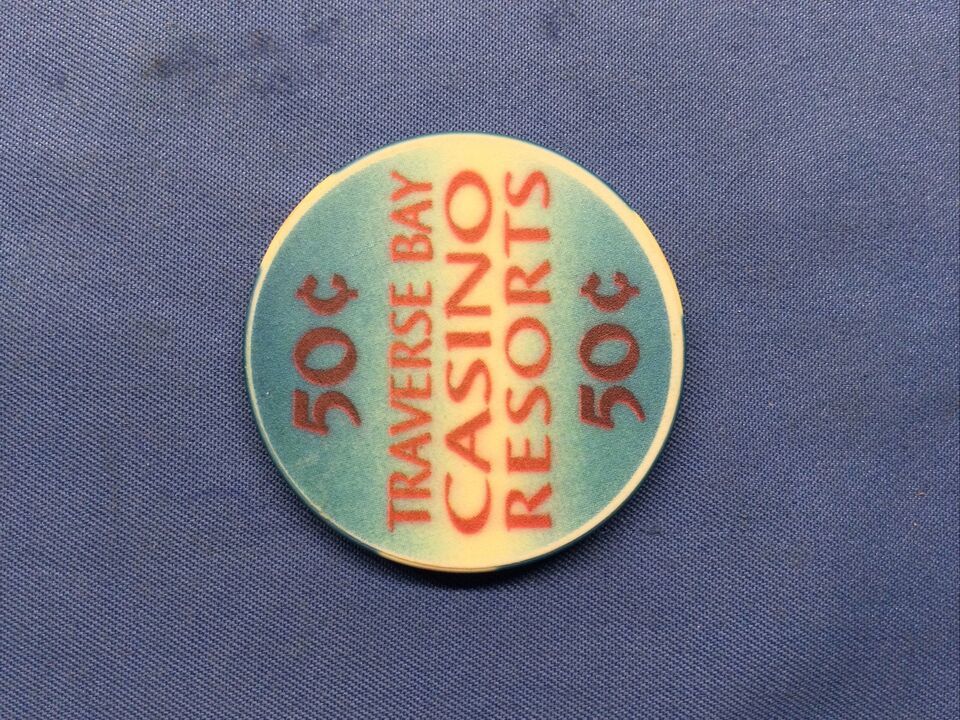 50¢
TRAVERSE BAY
CASINO
RESORTS
50¢